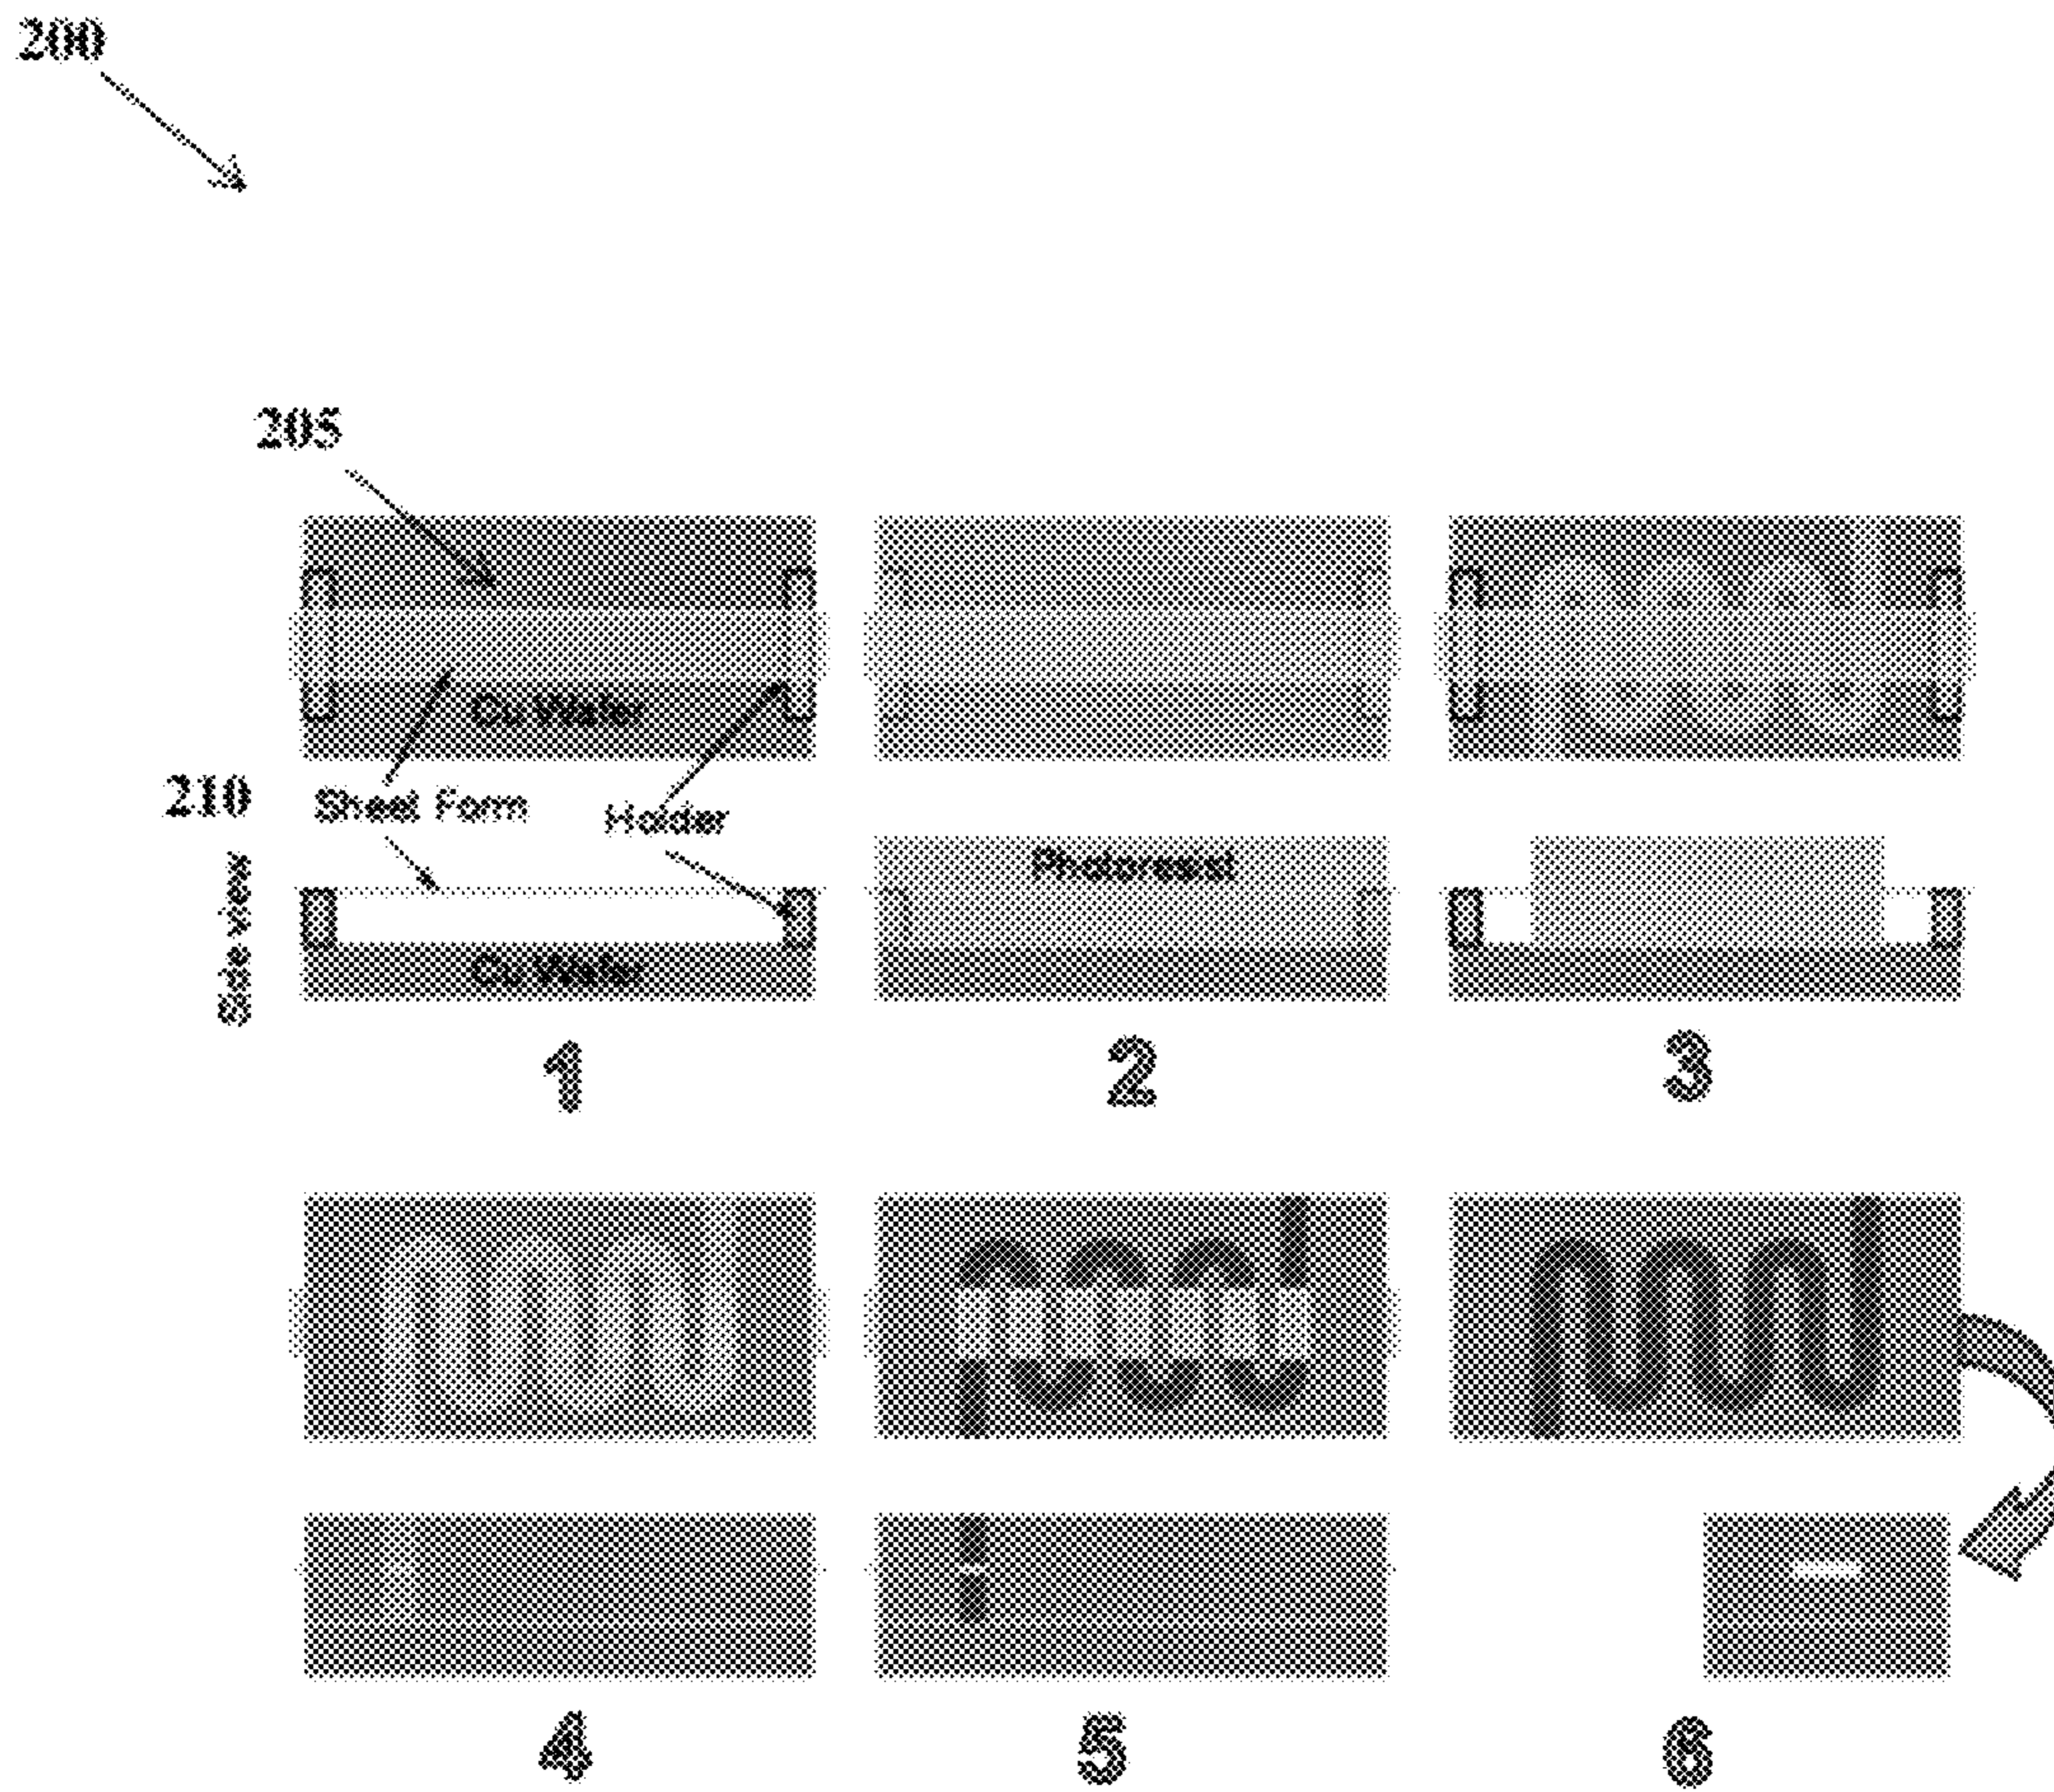 200
205
Cu Wafer
210
Sheet Form
Holder
Side view
Photoresist
Cu Wafer
1
2
3
4
5
6